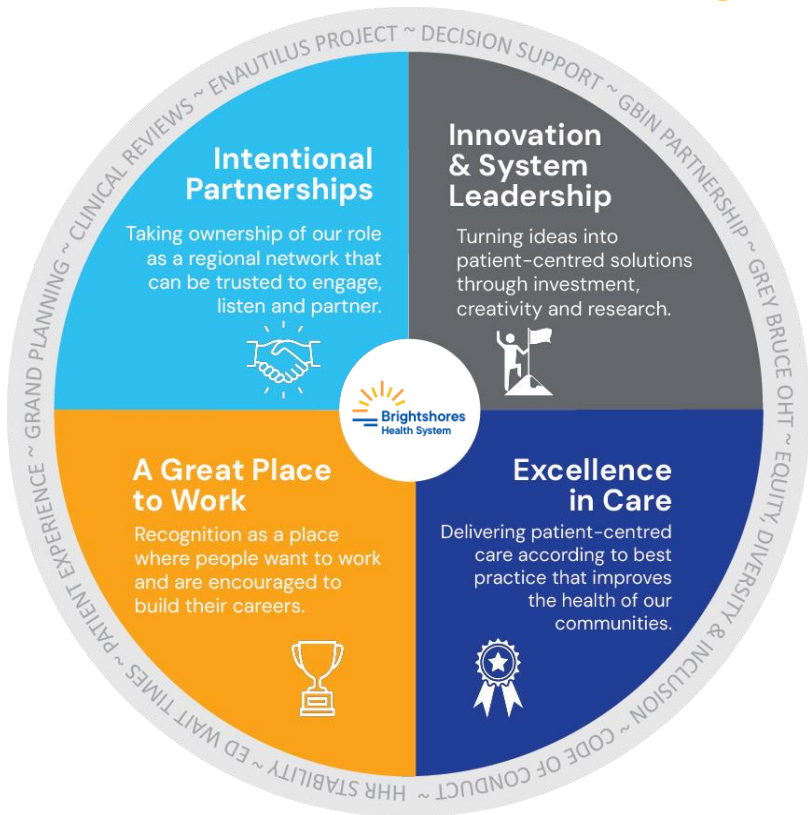 ENAUTILUS PROJECT ~ DECISION SUPPORT ~ GBIN PARTNERSHIP ~ GREY BRUCE OHT ~ EQUITY, DIVERSITY & INCLUSION ~ CODE OF CONDUCT ~ HHR STABILITY ~ ED WAIT TIMES ~ PATIENT EXPERIENCE ~ GRAND PLANNING ~ CLINICAL REVIEWS ~
Intentional
Partnerships
Taking ownership of our role
as a regional network that
can be trusted to engage,
listen and partner.
Innovation
& System
Leadership
Turning ideas into
patient-centred solutions
through investment,
creativity and research.
Brightshores
Health System
A Great Place
to Work
Recognition as a place
where people want to work
and are encouraged to
build their careers.
Excellence
in Care
Delivering patient-centred
care according to best
practice that improves
the health of our
communities.